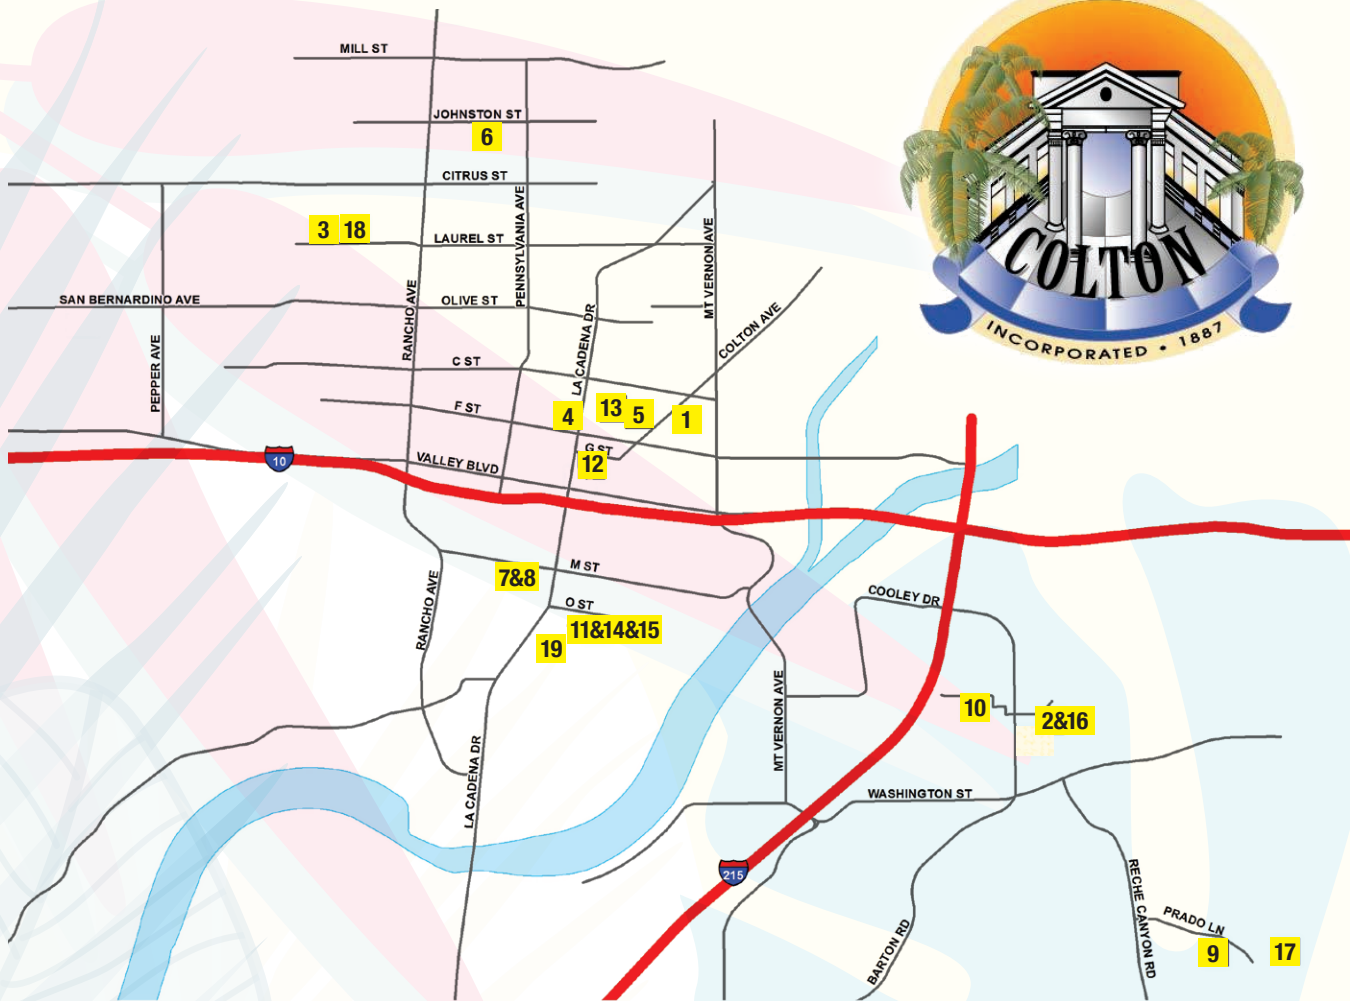 MILL ST
JOHNSTON ST
6
CITRUS ST
3 18
LAUREL ST
PENNSYLVANIA AVE
MT VERNON AVE
SAN BERNARDINO AVE
OLIVE ST
RANCHO AVE
LA CADENA DR
COLTON AVE
PEPPER AVE
C ST
F ST
4
13
5
1
G ST
12
10
VALLEY BLVD
7&8
M ST
O ST
11&14&15
19
RANCHO AVE
COOLEY DR
MT VERNON AVE
10
2&16
LA CADENA DR
WASHINGTON ST
215
BARTON RD
RECHE CANYON RD
PRADO LN
9
17
COLTON
INCORPORATED • 1887